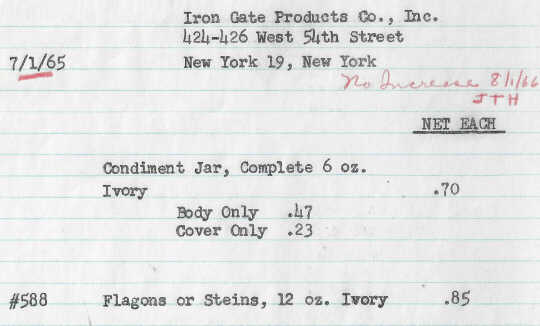 Iron Gate Products Co., Inc.
424-426 West 54th Street
7/1/65 New York 19, New York
No Increase 8/1/66
JTH
NET EACH
Condiment Jar, Complete 6 oz.
Ivory .70
Body Only .47
Cover Only .23
#588 Flagons or Steins, 12 oz. Ivory .85